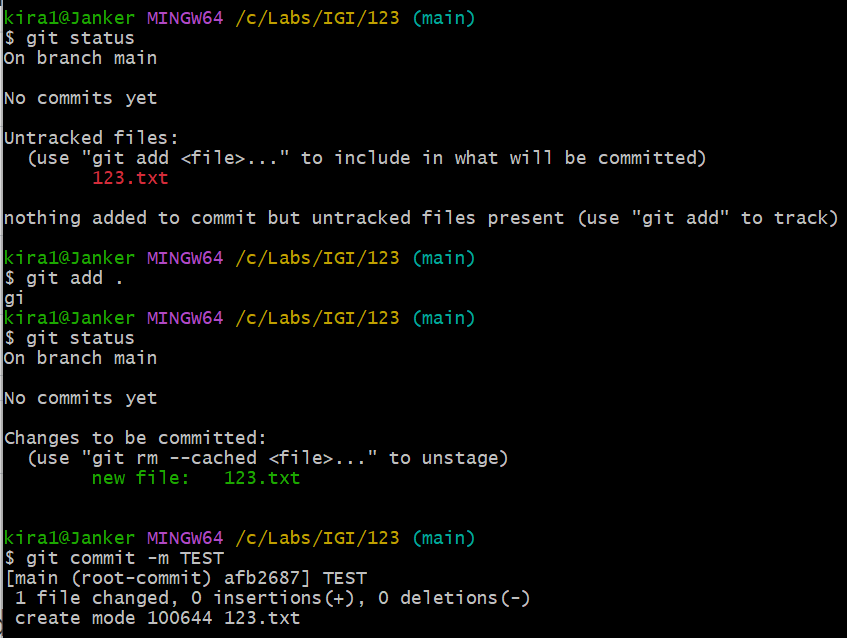 kira1@Janker MINGW64 /c/Labs/IGI/123 (main)
$ git status
On branch main
No commits yet
Untracked files:
  (use "git add <file>..." to include in what will be committed)
        123.txt
nothing added to commit but untracked files present (use "git add" to track)
kira1@Janker MINGW64 /c/Labs/IGI/123 (main)
$ git add .
gi
kira1@Janker MINGW64 /c/Labs/IGI/123 (main)
$ git status
On branch main
No commits yet
Changes to be committed:
  (use "git rm --cached <file>..." to unstage)
        new file:   123.txt
kira1@Janker MINGW64 /c/Labs/IGI/123 (main)
$ git commit -m TEST
[main (root-commit) afb2687] TEST
 1 file changed, 0 insertions(+), 0 deletions(-)
 create mode 100644 123.txt